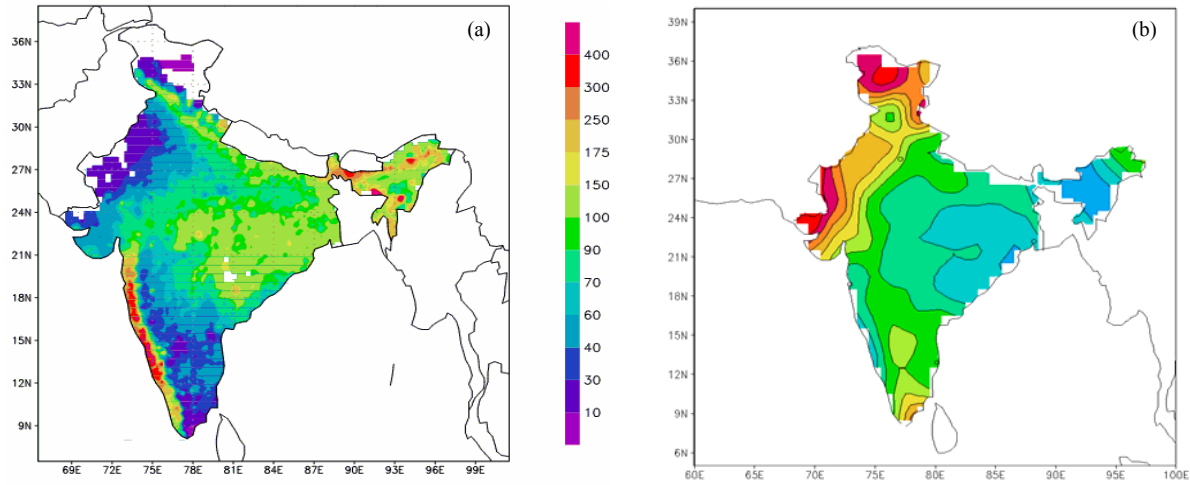 (a)
36N
33N
30N
27N
24N
21N
18N
15N
12N
9N
69E 72E 75E 78E 81E 84E 87E 90E 93E 96E 99E
400
300
250
175
150
100
90
70
60
40
30
10
(b)
39N
36N
33N
30N
27N
24N
21N
18N
15N
12N
9N
6N
60E 65E 70E 75E 80E 85E 90E 95E 100E